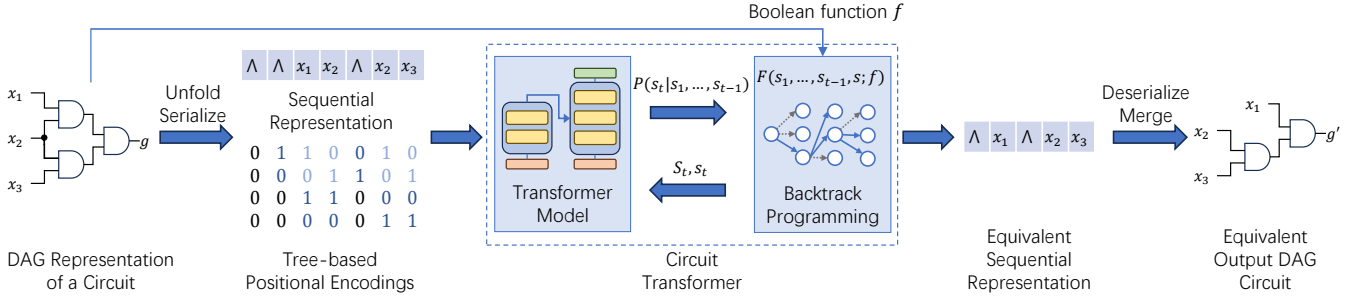 Boolean function f
x₁
x₂
x₃
g
Unfold
Serialize
Λ Λ x₁ x₂ Λ x₂ x₃
Sequential
Representation
0 1 1 0 0 1 0
0 0 0 1 1 0 1
0 0 1 1 0 0 0
0 0 0 0 0 1 1
P(sₜ|s₁, …, sₜ₋₁)
Sₜ, sₜ
Transformer
Model
F(s₁, …, sₜ₋₁, s; f)
Backtrack
Programming
Λ x₁ Λ x₂ x₃
Deserialize
Merge
x₁
x₂
x₃
g′
DAG Representation
of a Circuit
Tree-based
Positional Encodings
Circuit
Transformer
Equivalent
Sequential
Representation
Equivalent
Output DAG
Circuit